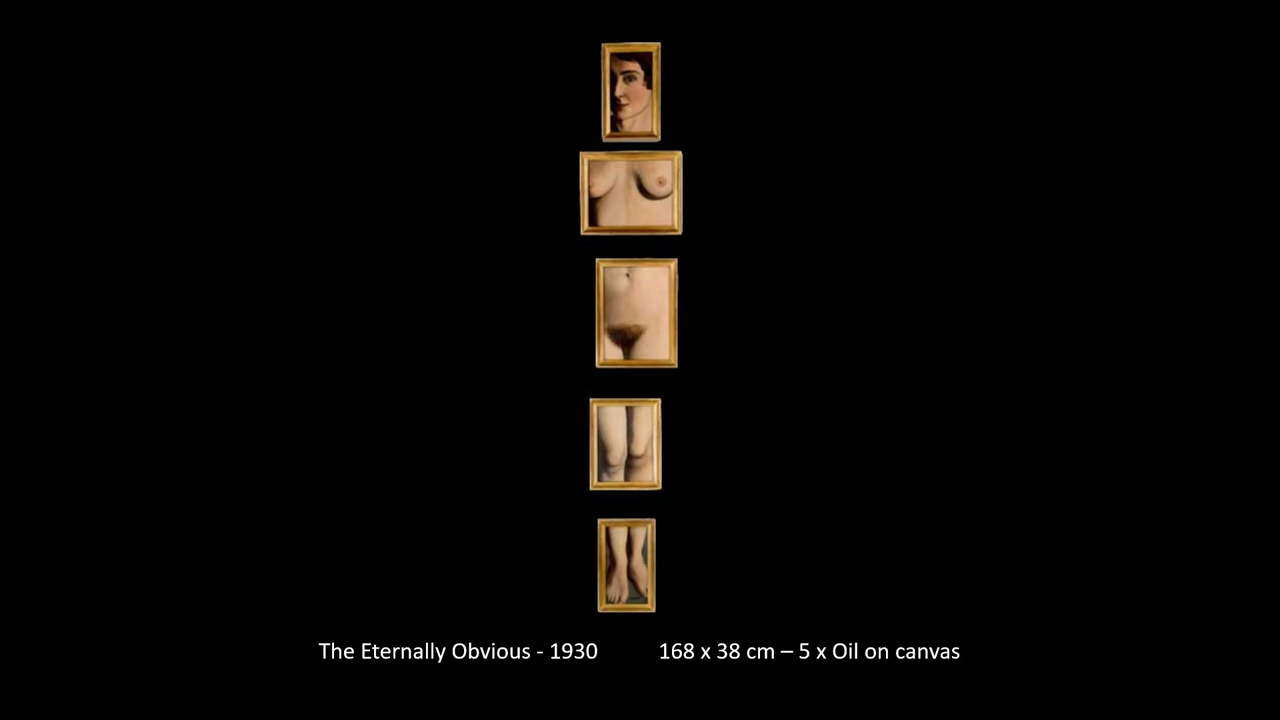 The Eternally Obvious - 1930 168 x 38 cm – 5 x Oil on canvas